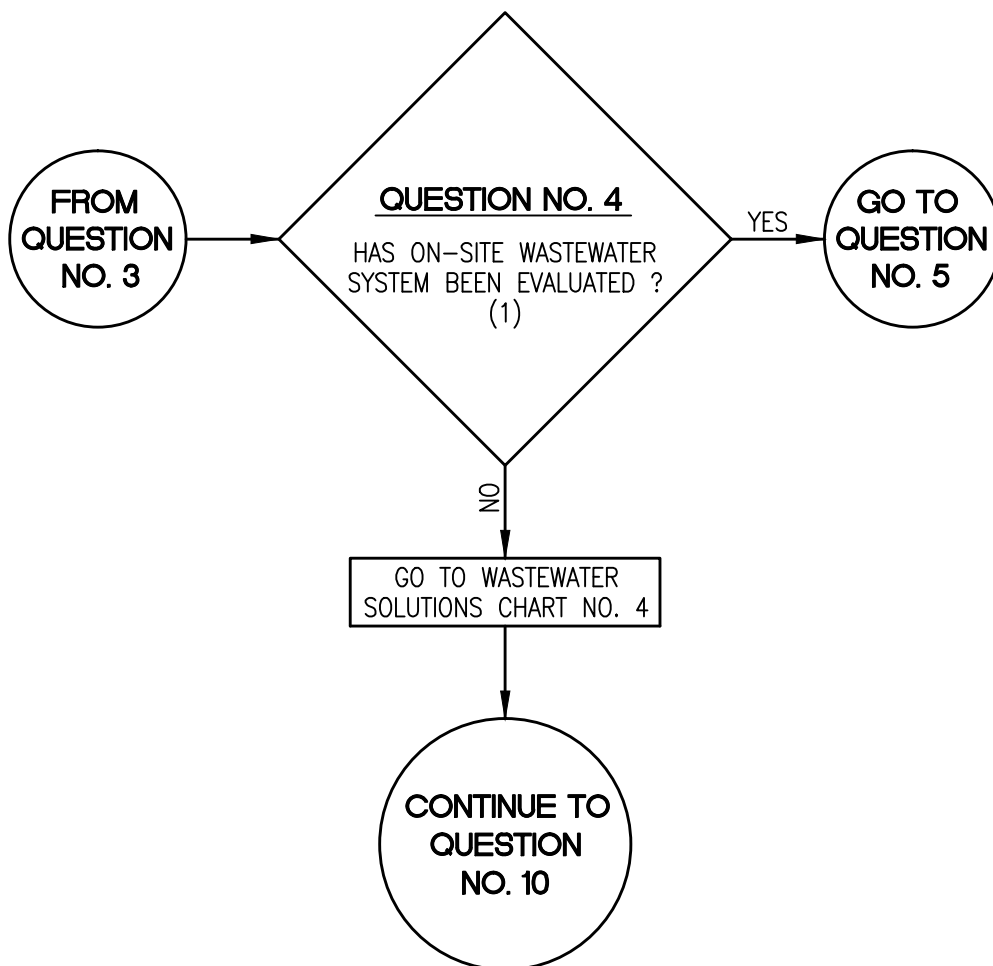 FROM
QUESTION
NO. 3
QUESTION NO. 4
HAS ON-SITE WASTEWATER
SYSTEM BEEN EVALUATED ?
(1)
YES
GO TO
QUESTION
NO. 5
NO
GO TO WASTEWATER
SOLUTIONS CHART NO. 4
CONTINUE TO
QUESTION
NO. 10